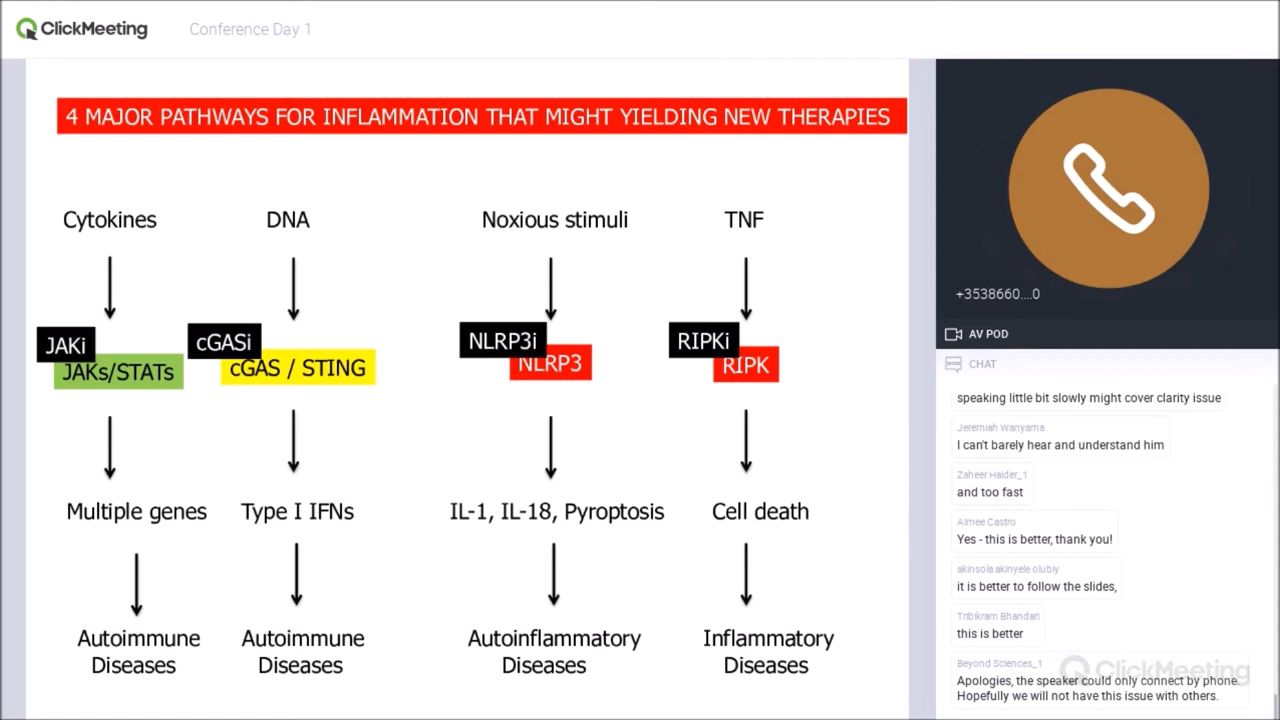 ClickMeeting
Conference Day 1
4 MAJOR PATHWAYS FOR INFLAMMATION THAT MIGHT YIELDING NEW THERAPIES
Cytokines
DNA
Noxious stimuli
TNF
JAKi
JAKs/STATs
cGASi
cGAS / STING
NLRP3i
NLRP3
RIPKi
RIPK
Multiple genes
Type I IFNs
IL-1, IL-18, Pyroptosis
Cell death
Autoimmune
Diseases
Autoimmune
Diseases
Autoinflammatory
Diseases
Inflammatory
Diseases
+3538660....0
AV POD
CHAT
speaking little bit slowly might cover clarity issue
Jeremiah Wanyama
I can't barely hear and understand him
Zaheer Haider_1
and too fast
Aimee Castro
Yes - this is better, thank you!
akinsola akinyele olubiy
it is better to follow the slides,
Tribikram Bhandari
this is better
Beyond Sciences_1
Apologies, the speaker could only connect by phone.
Hopefully we will not have this issue with others.
ClickMeeting